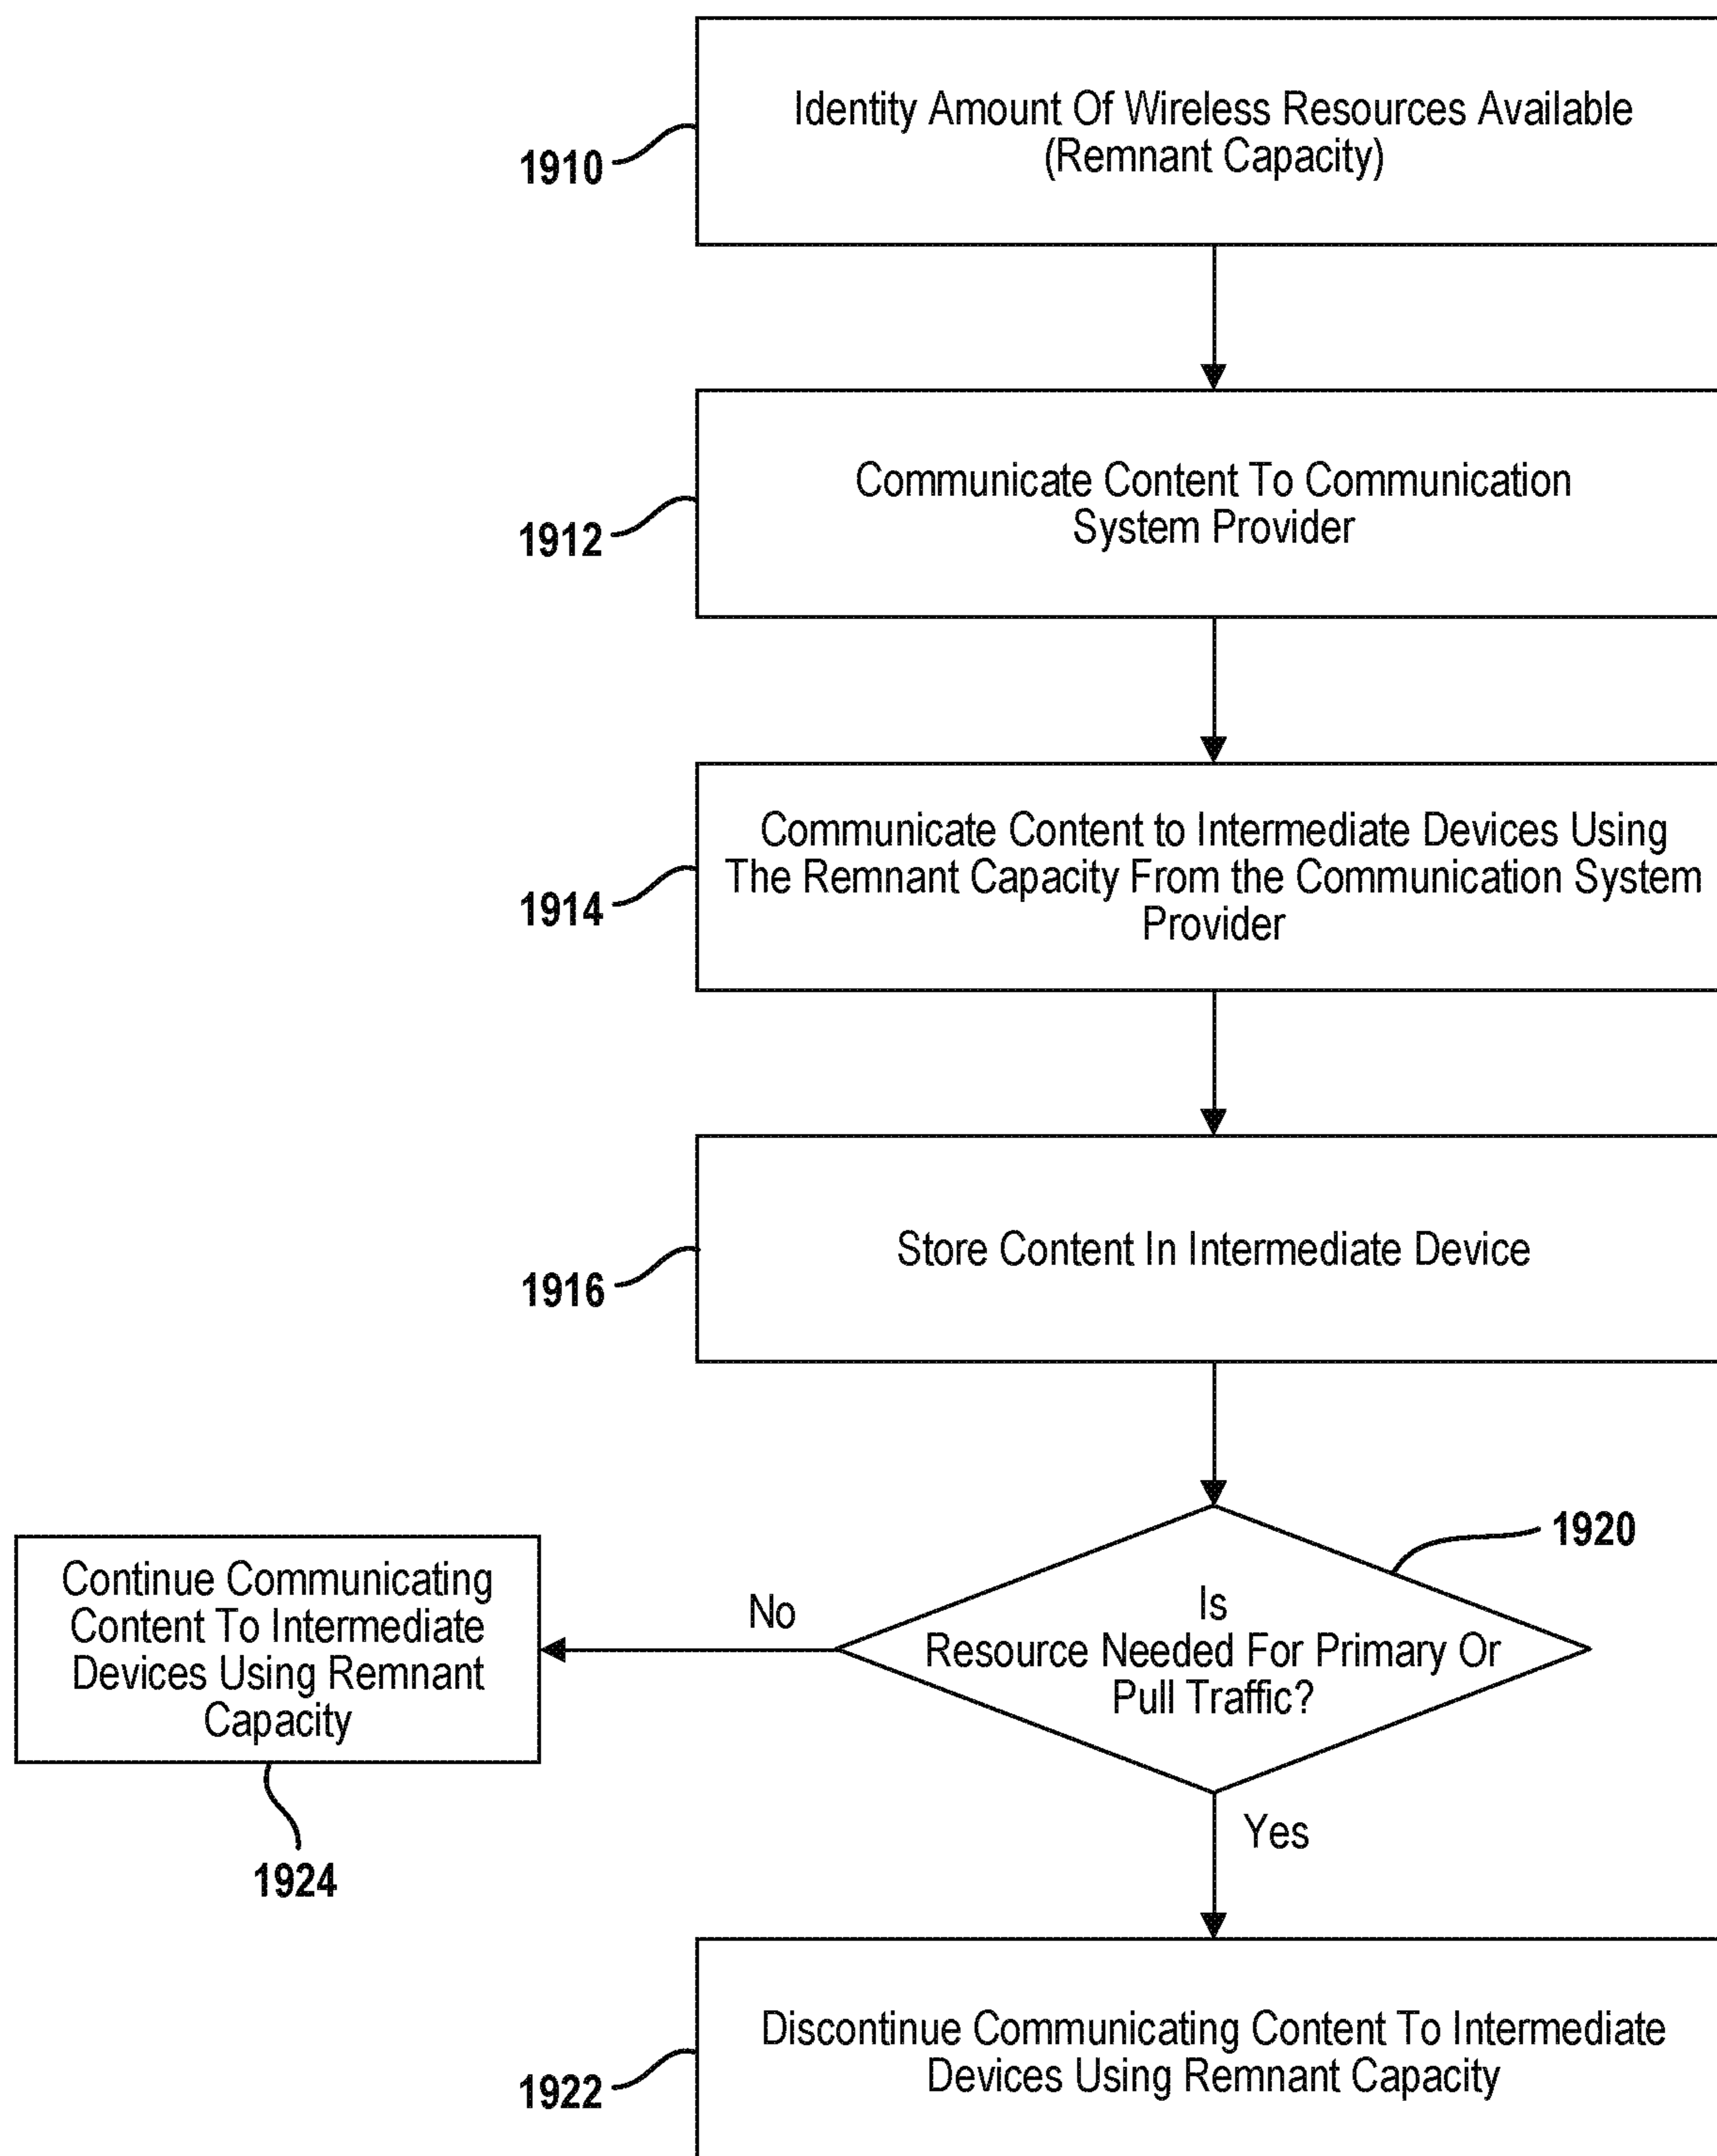 Identity Amount Of Wireless Resources Available
(Remnant Capacity)
1910
Communicate Content To Communication
System Provider
1912
Communicate Content to Intermediate Devices Using
The Remnant Capacity From the Communication System
Provider
1914
Store Content In Intermediate Device
1916
1920
Is
Resource Needed For Primary Or
Pull Traffic?
No
Continue Communicating
Content To Intermediate
Devices Using Remnant
Capacity
1924
Yes
Discontinue Communicating Content To Intermediate
Devices Using Remnant Capacity
1922